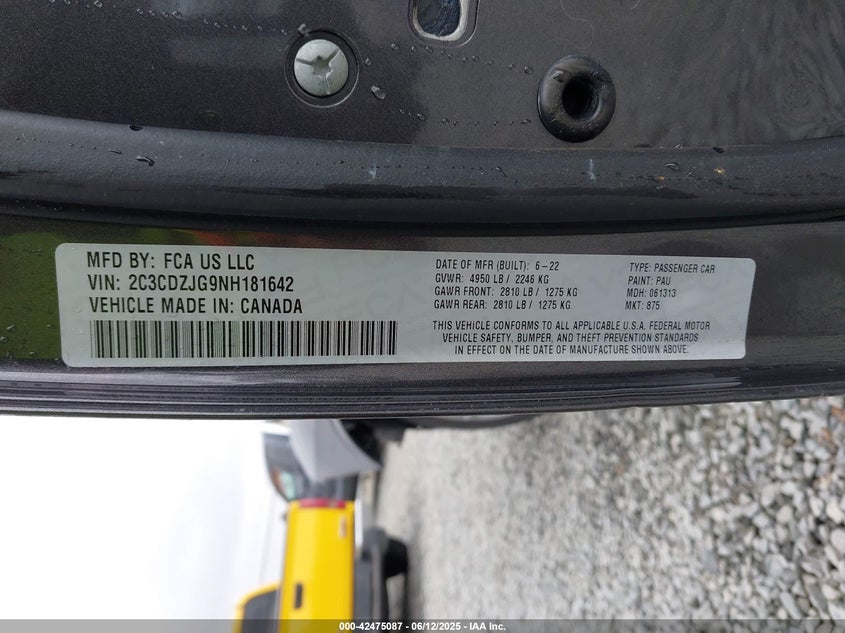 MFD BY: FCA US LLC
VIN: 2C3CDZJG9NH181642
VEHICLE MADE IN: CANADA
DATE OF MFR (BUILT): 6-22
GVWR: 4950 LB / 2246 KG
GAWR FRONT: 2810 LB / 1275 KG
GAWR REAR: 2810 LB / 1275 KG
TYPE: PASSENGER CAR
PAINT: PAU
MDH: 061313
MKT: 875
THIS VEHICLE CONFORMS TO ALL APPLICABLE U.S.A. FEDERAL MOTOR
VEHICLE SAFETY, BUMPER, AND THEFT PREVENTION STANDARDS
IN EFFECT ON THE DATE OF MANUFACTURE SHOWN ABOVE.
000-42475087 - 06/12/2025 - IAA Inc.